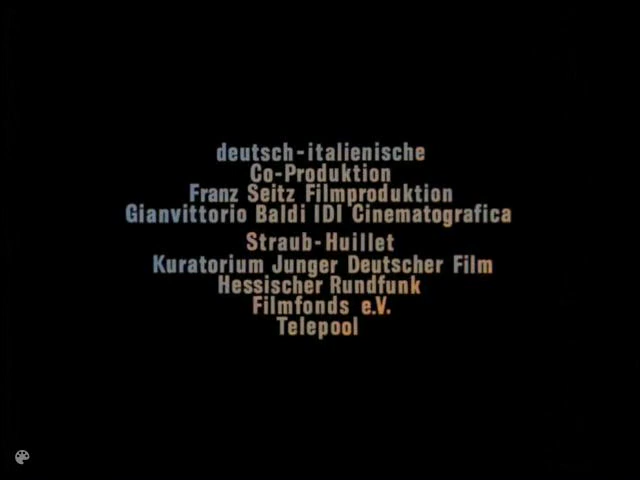 deutsch-italienische
Co-Produktion
Franz Seitz Filmproduktion
Gianvittorio Baldi IDI Cinematografica
Straub-Huillet
Kuratorium Junger Deutscher Film
Hessischer Rundfunk
Filmfonds e.V.
Telepool